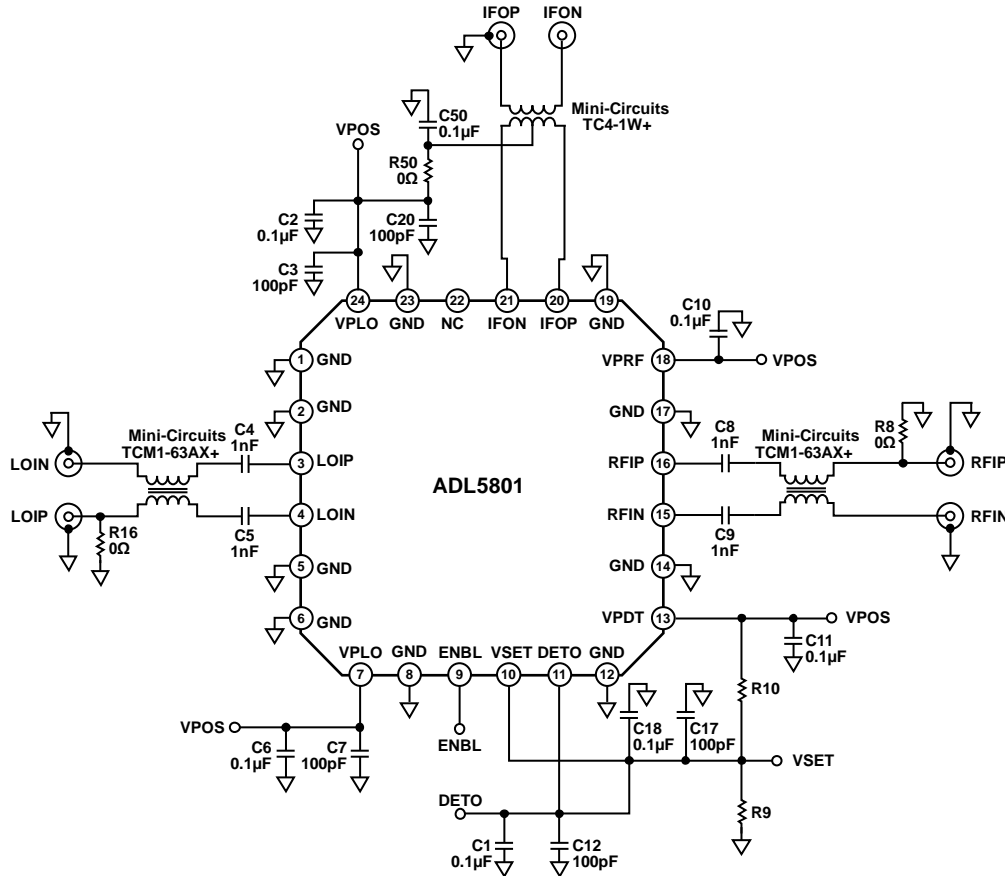 IFOP
IFON
Mini-Circuits
TC4-1W+
C50
0.1µF
VPOS
R50
0Ω
C2
0.1µF
C20
100pF
C3
100pF
24
23
22
21
20
19
VPLO
GND
NC
IFON
IFOP
GND
C10
0.1µF
1
GND
VPRF
18
VPOS
2
GND
GND
17
Mini-Circuits
TCM1-63AX+
C4
1nF
C8
1nF
Mini-Circuits
TCM1-63AX+
R8
0Ω
LOIN
3
LOIP
RFIP
16
RFIP
ADL5801
LOIP
4
LOIN
RFIN
15
RFIN
R16
0Ω
C5
1nF
C9
1nF
5
GND
GND
14
6
GND
VPDT
13
VPOS
C11
0.1µF
VPLO
GND
ENBL
VSET
DETO
GND
7
8
9
10
11
12
R10
VPOS
C6
0.1µF
C7
100pF
ENBL
C18
0.1µF
C17
100pF
VSET
DETO
R9
C1
0.1µF
C12
100pF